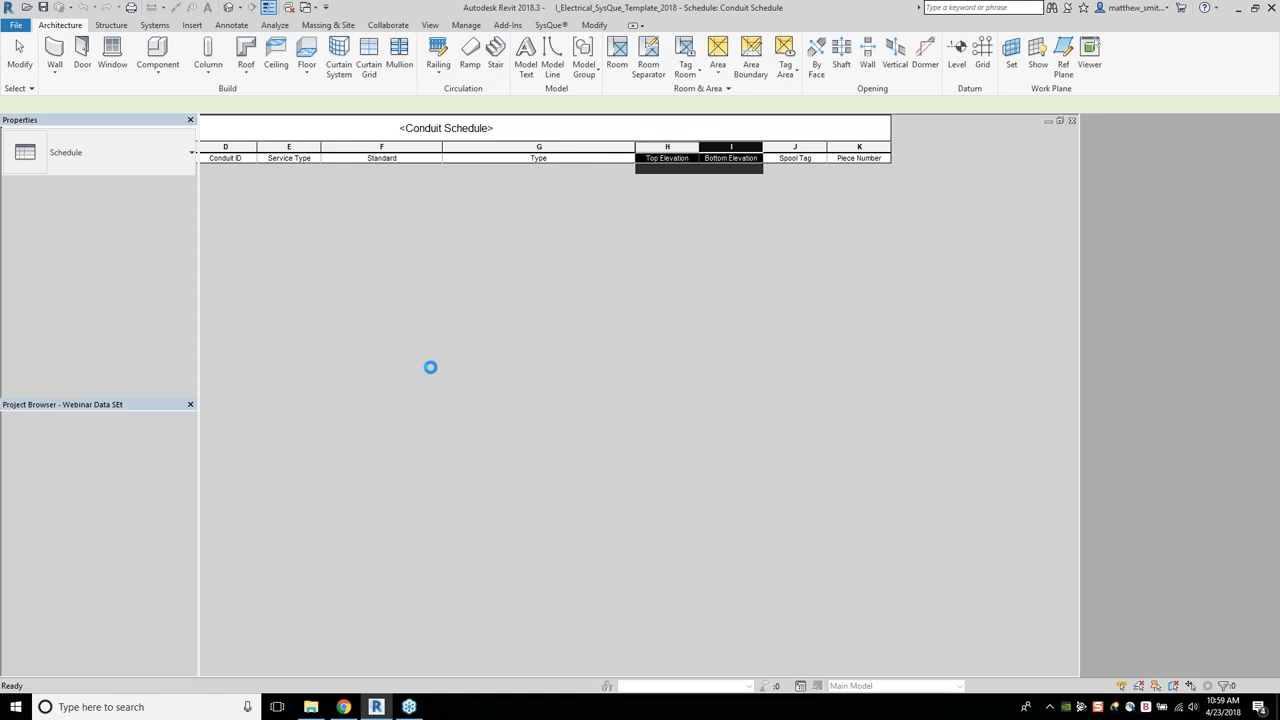 Autodesk Revit 2018.3 - I_Electrical_SysQue_Template_2018 - Schedule: Conduit Schedule
Type a keyword or phrase
matthew_smit...
File Architecture Structure Systems Insert Annotate Analyze Massing & Site Collaborate View Manage Add-Ins SysQue® Modify
Modify Wall Door Window Component Column Roof Ceiling Floor Curtain System Curtain Grid Mullion Railing Ramp Stair Model Text Model Line Model Group Room Room Separator Tag Room Area Area Boundary Tag Area By Face Shaft Wall Vertical Dormer Level Grid Set Show Ref Plane Viewer
Select Build Circulation Model Room & Area Opening Datum Work Plane
Properties
Schedule
<Conduit Schedule>
D E F G H I J K
Conduit ID Service Type Standard Type Top Elevation Bottom Elevation Spool Tag Piece Number
Project Browser - Webinar Data SEt
Ready
:0
Main Model
:0
Type here to search
10:59 AM
4/23/2018